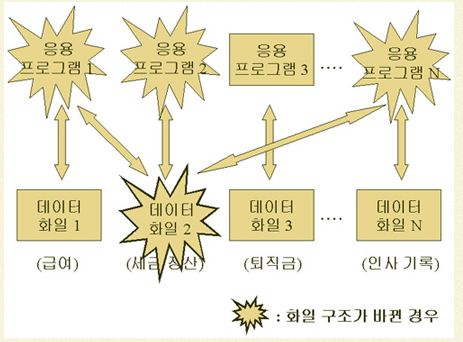 응용
프로그램 1
응용
프로그램 2
응용
프로그램 3
....
응용
프로그램 N
데이터
화일 1
데이터
화일 2
데이터
화일 3
....
데이터
화일 N
(급여)
(세금 정산)
(퇴직금)
(인사 기록)
: 화일 구조가 바뀐 경우